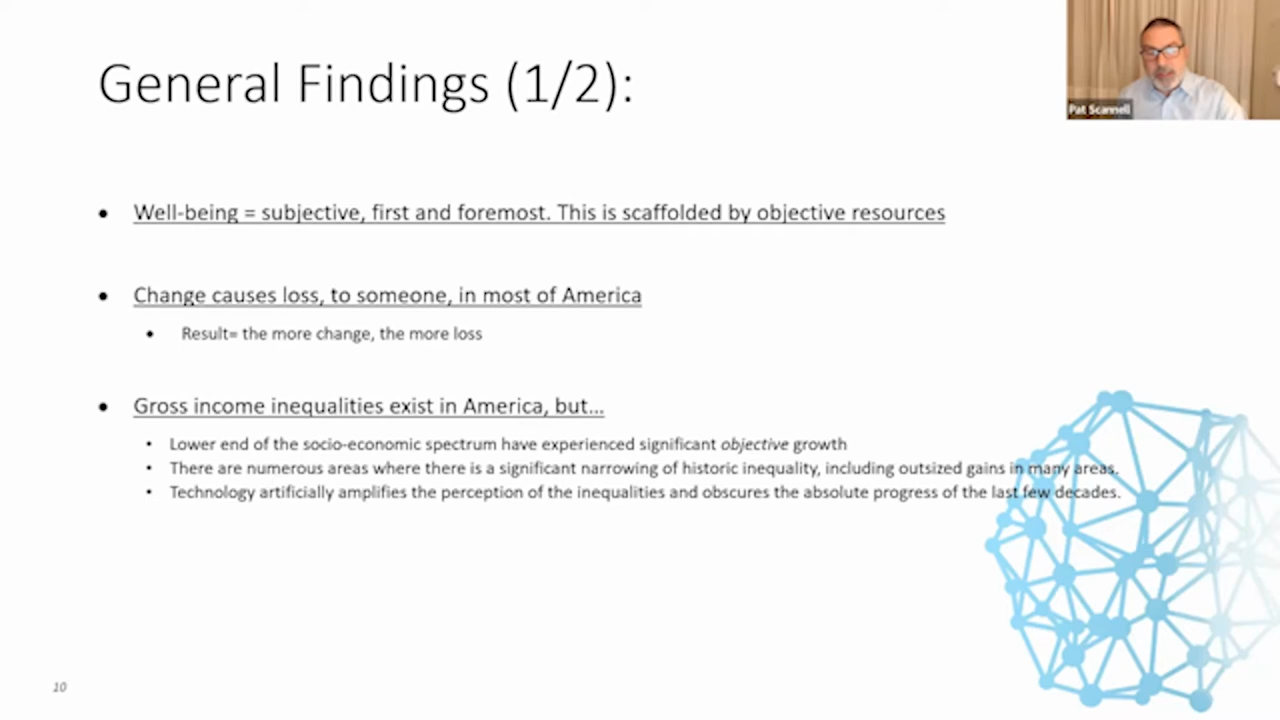 General Findings (1/2):
Pat Scannell
• Well-being = subjective, first and foremost. This is scaffolded by objective resources
• Change causes loss, to someone, in most of America
• Result= the more change, the more loss
• Gross income inequalities exist in America, but...
• Lower end of the socio-economic spectrum have experienced significant objective growth
• There are numerous areas where there is a significant narrowing of historic inequality, including outsized gains in many areas.
• Technology artificially amplifies the perception of the inequalities and obscures the absolute progress of the last few decades.
10